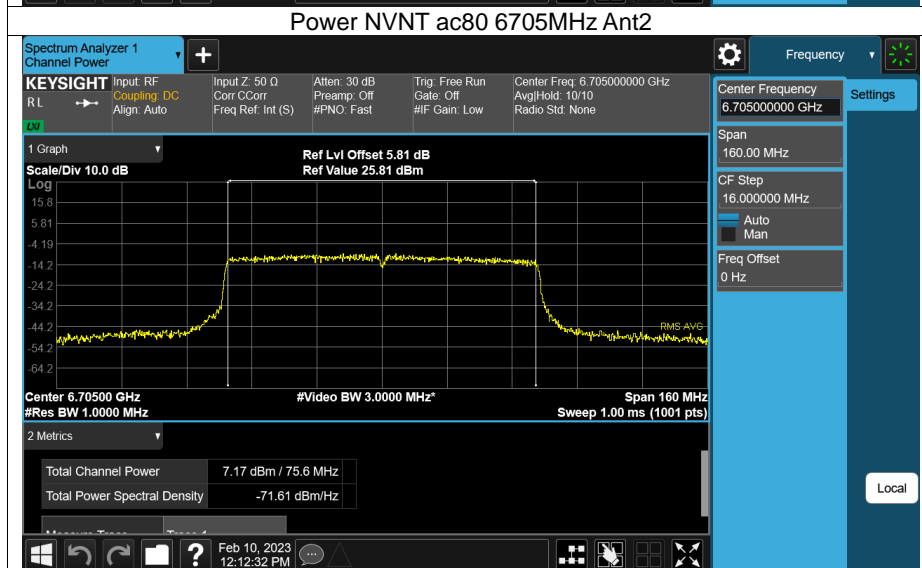 Power NVNT ac80 6705MHz Ant2
Spectrum Analyzer 1
Channel Power
+
Frequency
KEYSIGHT
RL
LXI
Input: RF
Coupling: DC
Align: Auto
Input Z: 50 Ω
Corr CCorr
Freq Ref: Int (S)
Atten: 30 dB
Preamp: Off
#PNO: Fast
Trig: Free Run
Gate: Off
#IF Gain: Low
Center Freq: 6.705000000 GHz
Avg|Hold: 10/10
Radio Std: None
Center Frequency
6.705000000 GHz
Settings
Span
160.00 MHz
CF Step
16.000000 MHz
Auto
Man
Freq Offset
0 Hz
1 Graph
Scale/Div 10.0 dB
Ref Lvl Offset 5.81 dB
Ref Value 25.81 dBm
Log
15.8
5.81
-4.19
-14.2
-24.2
-34.2
-44.2
-54.2
-64.2
RMS AVG
Center 6.70500 GHz
#Video BW 3.0000 MHz*
Span 160 MHz
#Res BW 1.0000 MHz
Sweep 1.00 ms (1001 pts)
2 Metrics
Total Channel Power 7.17 dBm / 75.6 MHz
Total Power Spectral Density -71.61 dBm/Hz
Local
?
Feb 10, 2023
12:12:32 PM